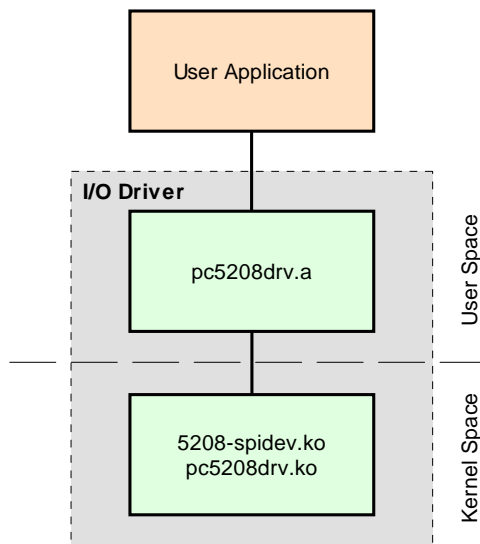 User Application
I/O Driver
pc5208drv.a
User Space
5208-spidev.ko
pc5208drv.ko
Kernel Space